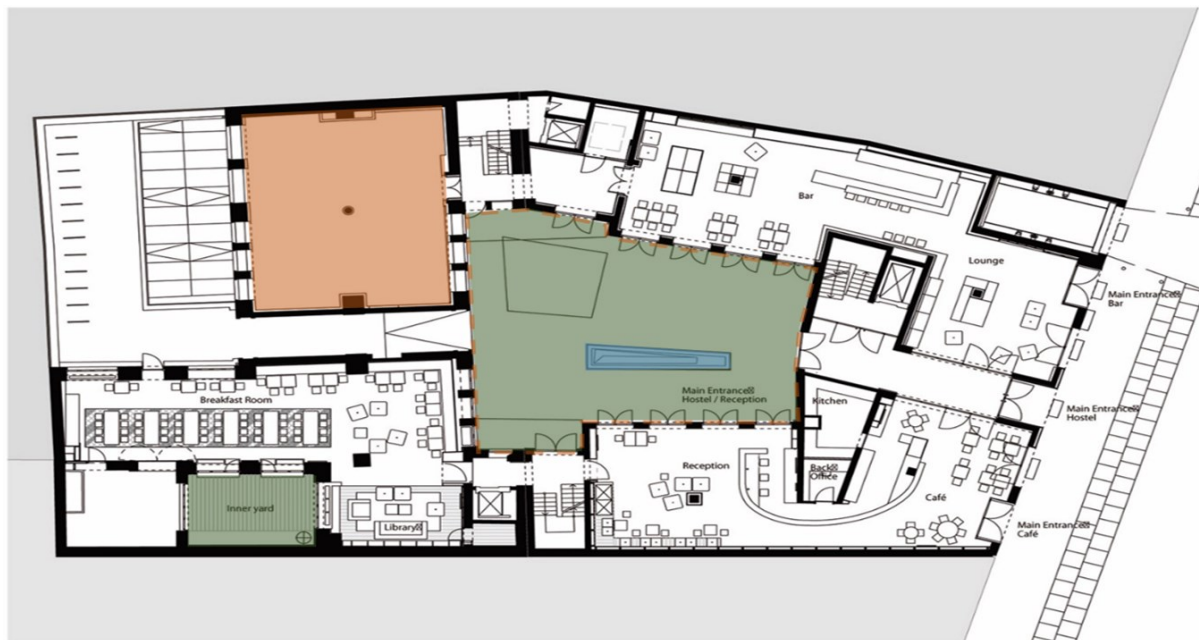 Bar
Lounge
Main Entrance
Bar
Breakfast Room
Main Entrance
Hostel / Reception
Kitchen
Main Entrance
Hostel
Reception
Back
Office
Café
Inner yard
Library
Main Entrance
Café